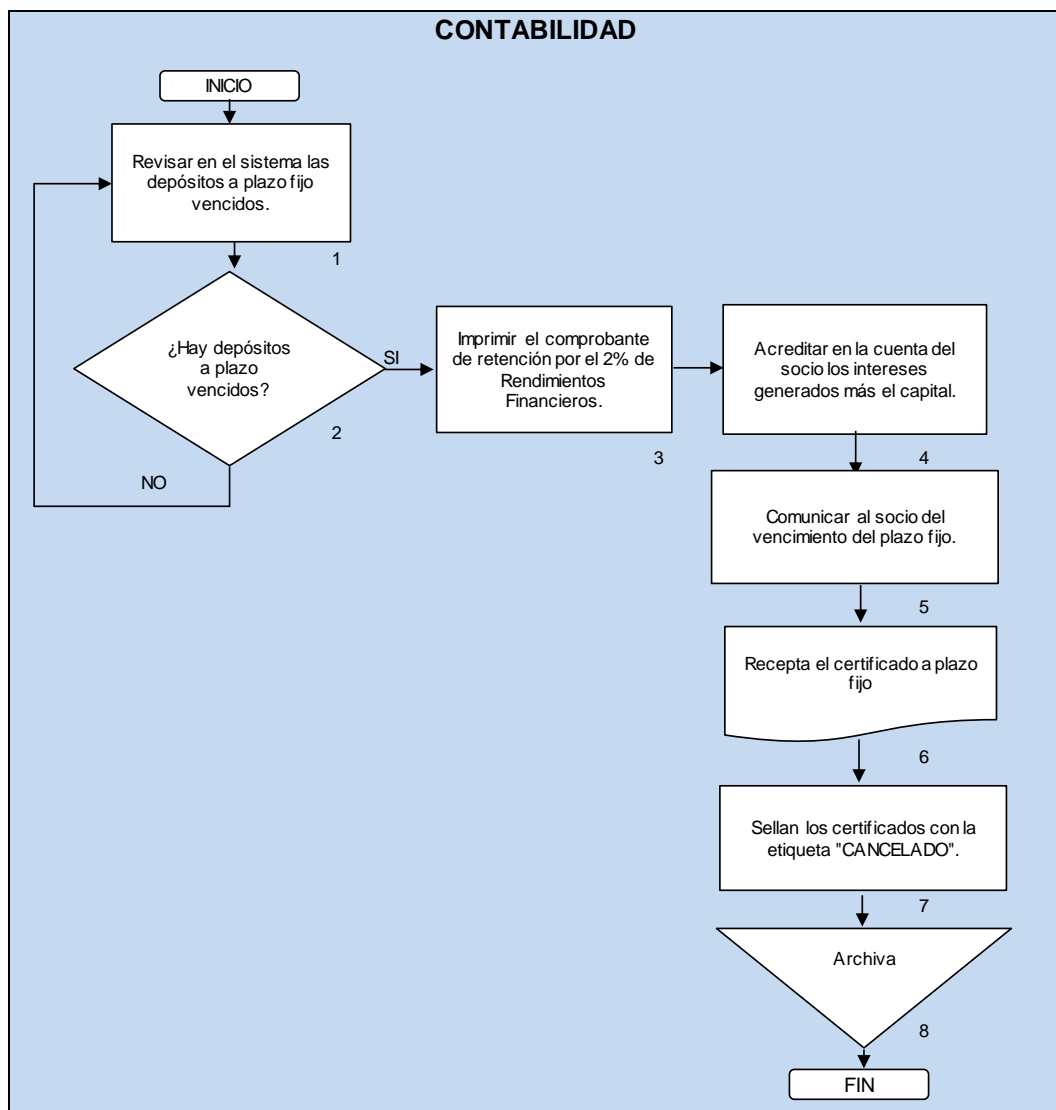 CONTABILIDAD
INICIO
Revisar en el sistema las
depósitos a plazo fijo
vencidos.
1
¿Hay depósitos
a plazo
vencidos?
SI
2
NO
Imprimir el comprobante
de retención por el 2% de
Rendimientos
Financieros.
3
Acreditar en la cuenta del
socio los intereses
generados más el capital.
4
Comunicar al socio del
vencimiento del plazo fijo.
5
Recepta el certificado a plazo
fijo
6
Sellan los certificados con la
etiqueta "CANCELADO".
7
Archiva
8
FIN